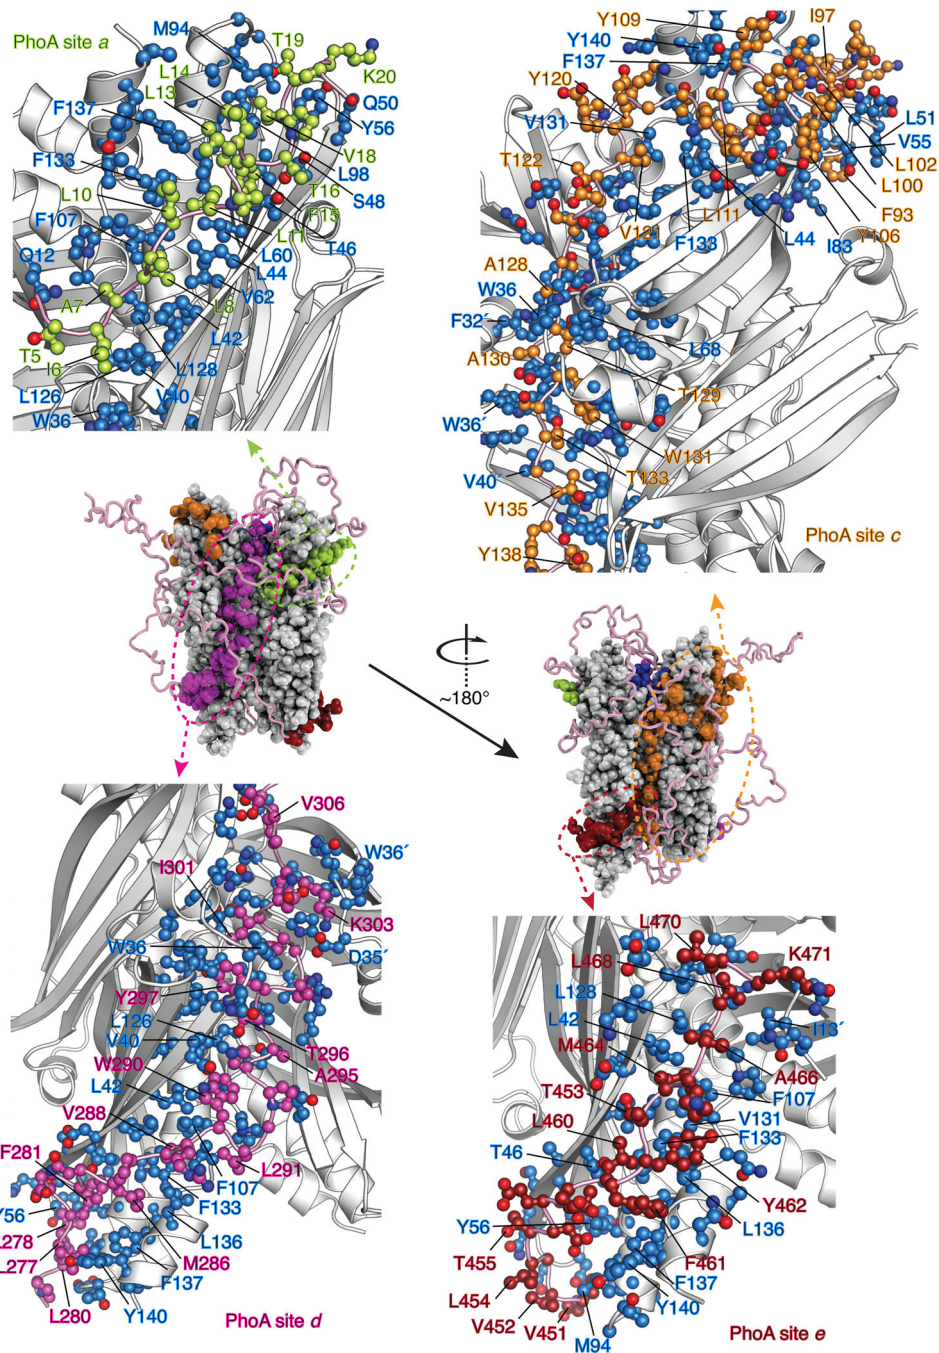 PhoA site a
M94
T19
K20
L14
L13
F137
Q50
Y56
F133
V18
L98
S48
L10
T16
F15
F107
L11
T46
Q12
L60
L44
V62
A7
L8
L42
T5
I6
L128
L126
V40
W36
Y109
I97
Y140
F137
Y120
V131
L51
V55
T122
L102
L100
L111
F93
V121
F133
L44
I83
Y106
A128
W36
F32´
L68
A130
T129
W36´
W131
T133
V40´
V135
PhoA site c
Y138
~180°
V306
W36´
I301
K303
W36
D35´
Y297
L126
V40
T296
W290
A295
L42
V288
F281
L291
F107
Y56
F133
L278
L136
M286
L277
F137
L280
Y140
PhoA site d
L470
L468
K471
L128
I13´
L42
M464
A466
T453
F107
V131
L460
F133
T46
Y462
L136
Y56
T455
F461
F137
L454
Y140
V452
V451
M94
PhoA site e